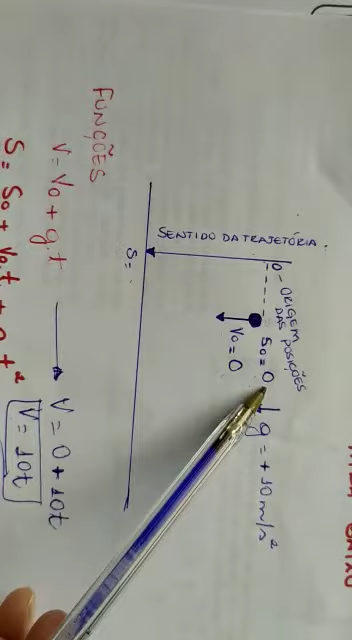 0 - ORIGEM
DAS POSIÇÕES
S₀ = 0
g = +10 m/s²
V₀ = 0
SENTIDO DA TRAJETÓRIA.
S =
FUNÇÕES
V = V₀ + g.t → V = 0 + 10t
V = 10t
S = S₀ + V₀.t +